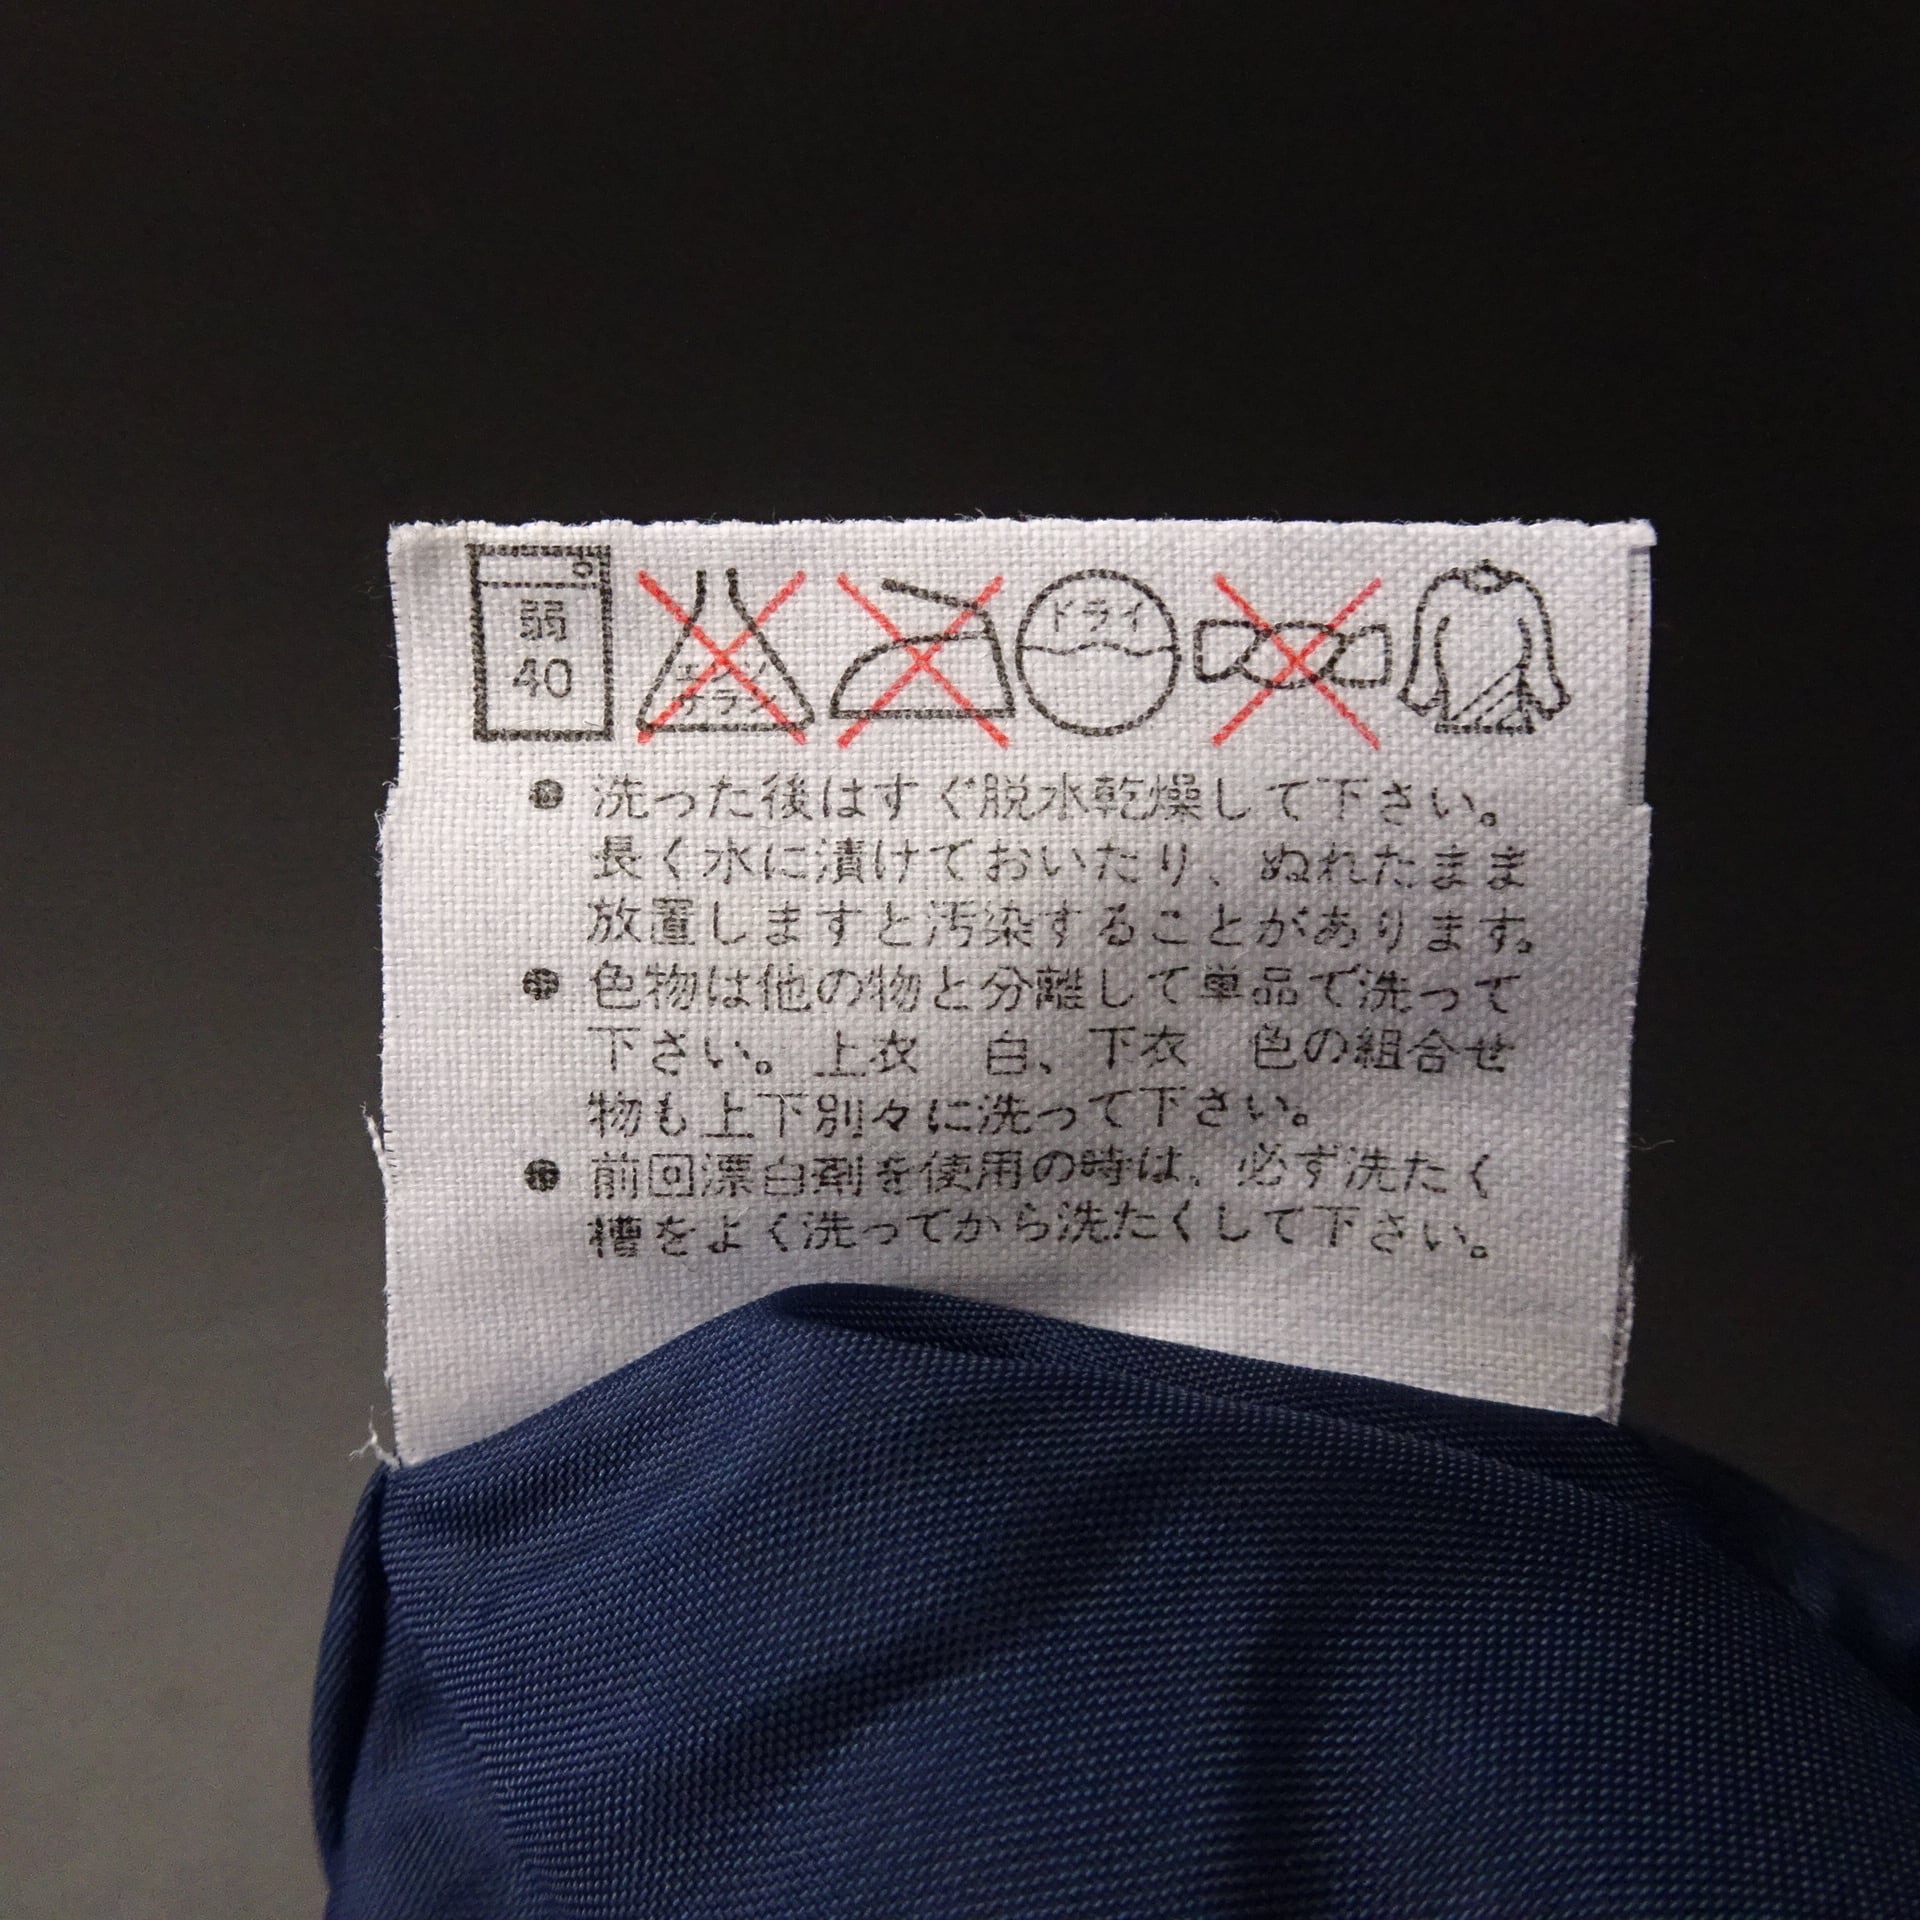 弱
40
エンソ
サラシ
ドライ
● 洗った後はすぐ脱水乾燥して下さい。
長く水に漬けておいたり、ぬれたまま
放置しますと汚染することがあります。
● 色物は他の物と分離して単品で洗って
下さい。上衣　白、下衣　色の組合せ
物も上下別々に洗って下さい。
● 前回漂白剤を使用の時は、必ず洗たく
槽をよく洗ってから洗たくして下さい。